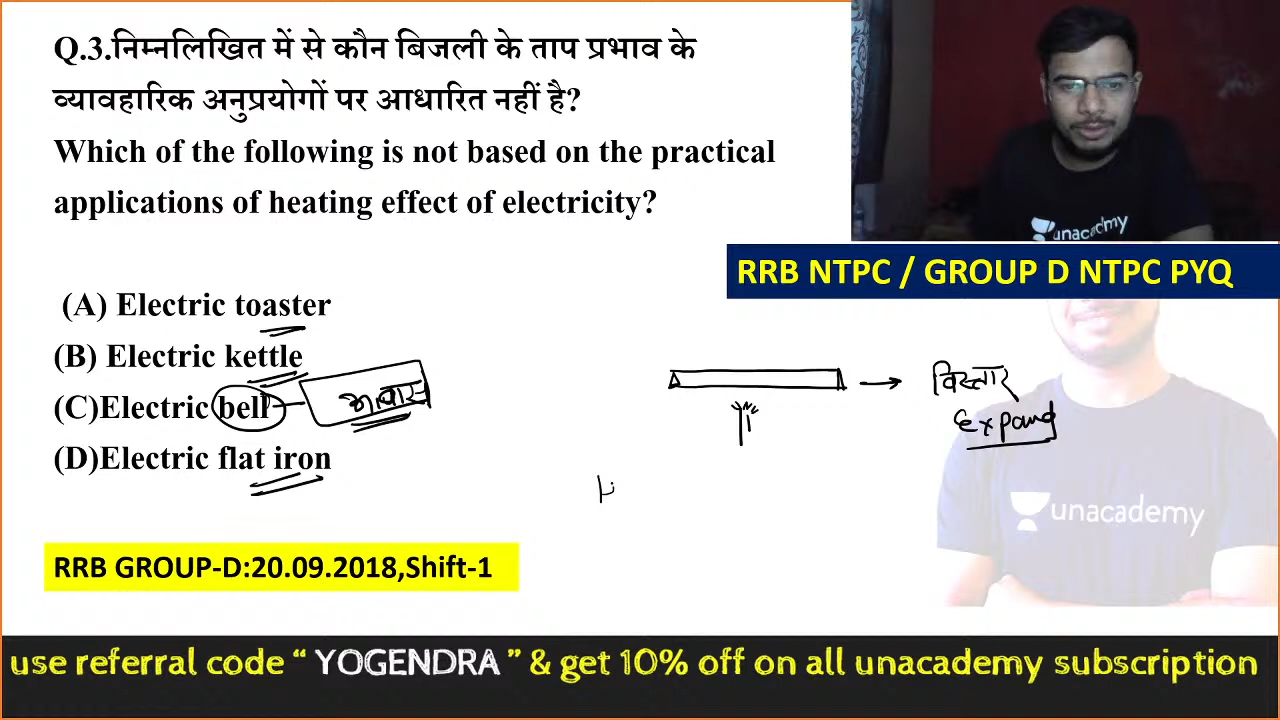 Q.3.निम्नलिखित में से कौन बिजली के ताप प्रभाव के
व्यावहारिक अनुप्रयोगों पर आधारित नहीं है?
Which of the following is not based on the practical
applications of heating effect of electricity?
unacademy
RRB NTPC / GROUP D NTPC PYQ
(A) Electric toaster
(B) Electric kettle
(C)Electric bell
आवाज
(D)Electric flat iron
विस्तार
expand
unacademy
RRB GROUP-D:20.09.2018,Shift-1
use referral code “ YOGENDRA ” & get 10% off on all unacademy subscription